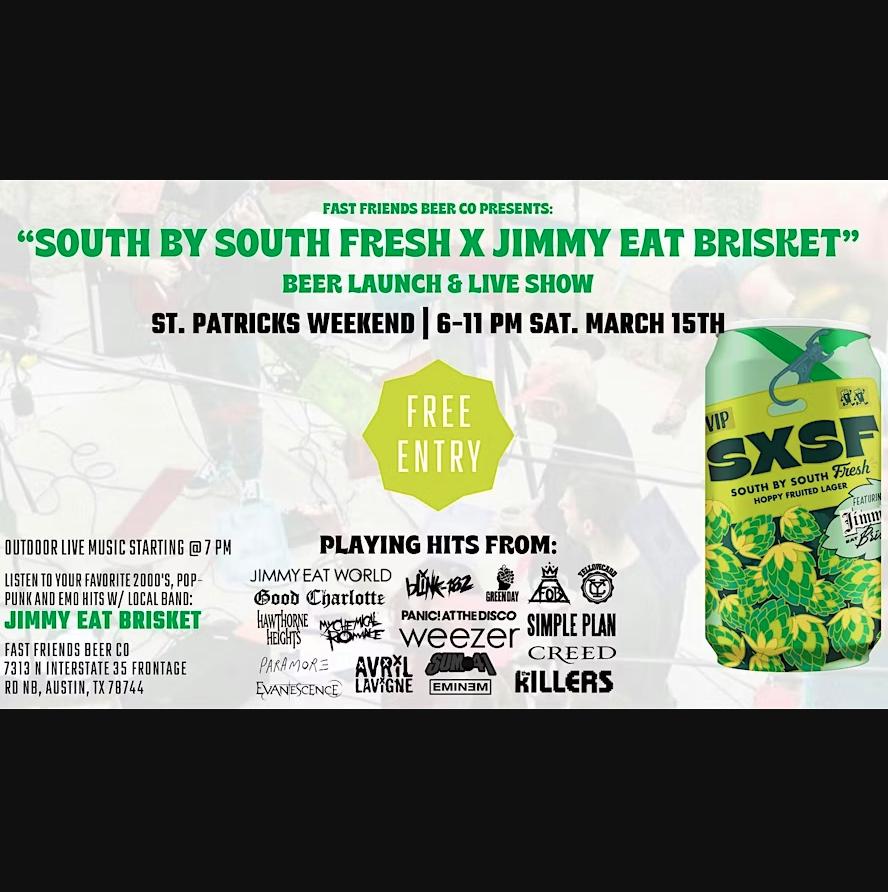 FAST FRIENDS BEER CO PRESENTS:
“SOUTH BY SOUTH FRESH X JIMMY EAT BRISKET”
BEER LAUNCH & LIVE SHOW
ST. PATRICKS WEEKEND | 6-11 PM SAT. MARCH 15TH
FREE
ENTRY
VIP
SXSF
SOUTH BY SOUTH Fresh
HOPPY FRUITED LAGER
FEATURIN
Jimmy
EAT Bris
OUTDOOR LIVE MUSIC STARTING @ 7 PM
LISTEN TO YOUR FAVORITE 2000'S, POP-
PUNK AND EMO HITS W/ LOCAL BAND:
JIMMY EAT BRISKET
FAST FRIENDS BEER CO
7313 N INTERSTATE 35 FRONTAGE
RD NB, AUSTIN, TX 78744
PLAYING HITS FROM:
JIMMY EAT WORLD
blink-182
GREEN DAY
FOB
YELLOWCARD
Good Charlotte
HAWTHORNE
HEIGHTS
MY CHEMICAL
ROMANCE
PANIC! AT THE DISCO
weezer
SIMPLE PLAN
PARAMORE
AVRIL
LAVIGNE
SUM 41
CREED
EVANESCENCE
EMINEM
THE KILLERS